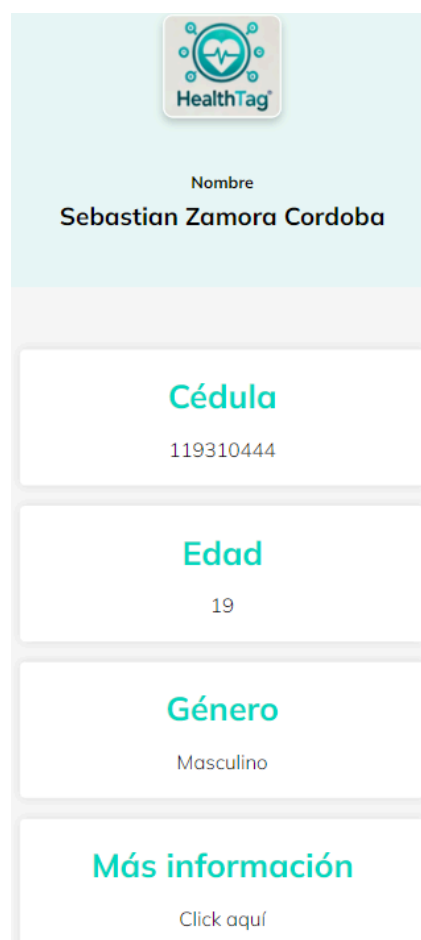 HealthTag®
Nombre
Sebastian Zamora Cordoba
Cédula
119310444
Edad
19
Género
Masculino
Más información
Click aquí